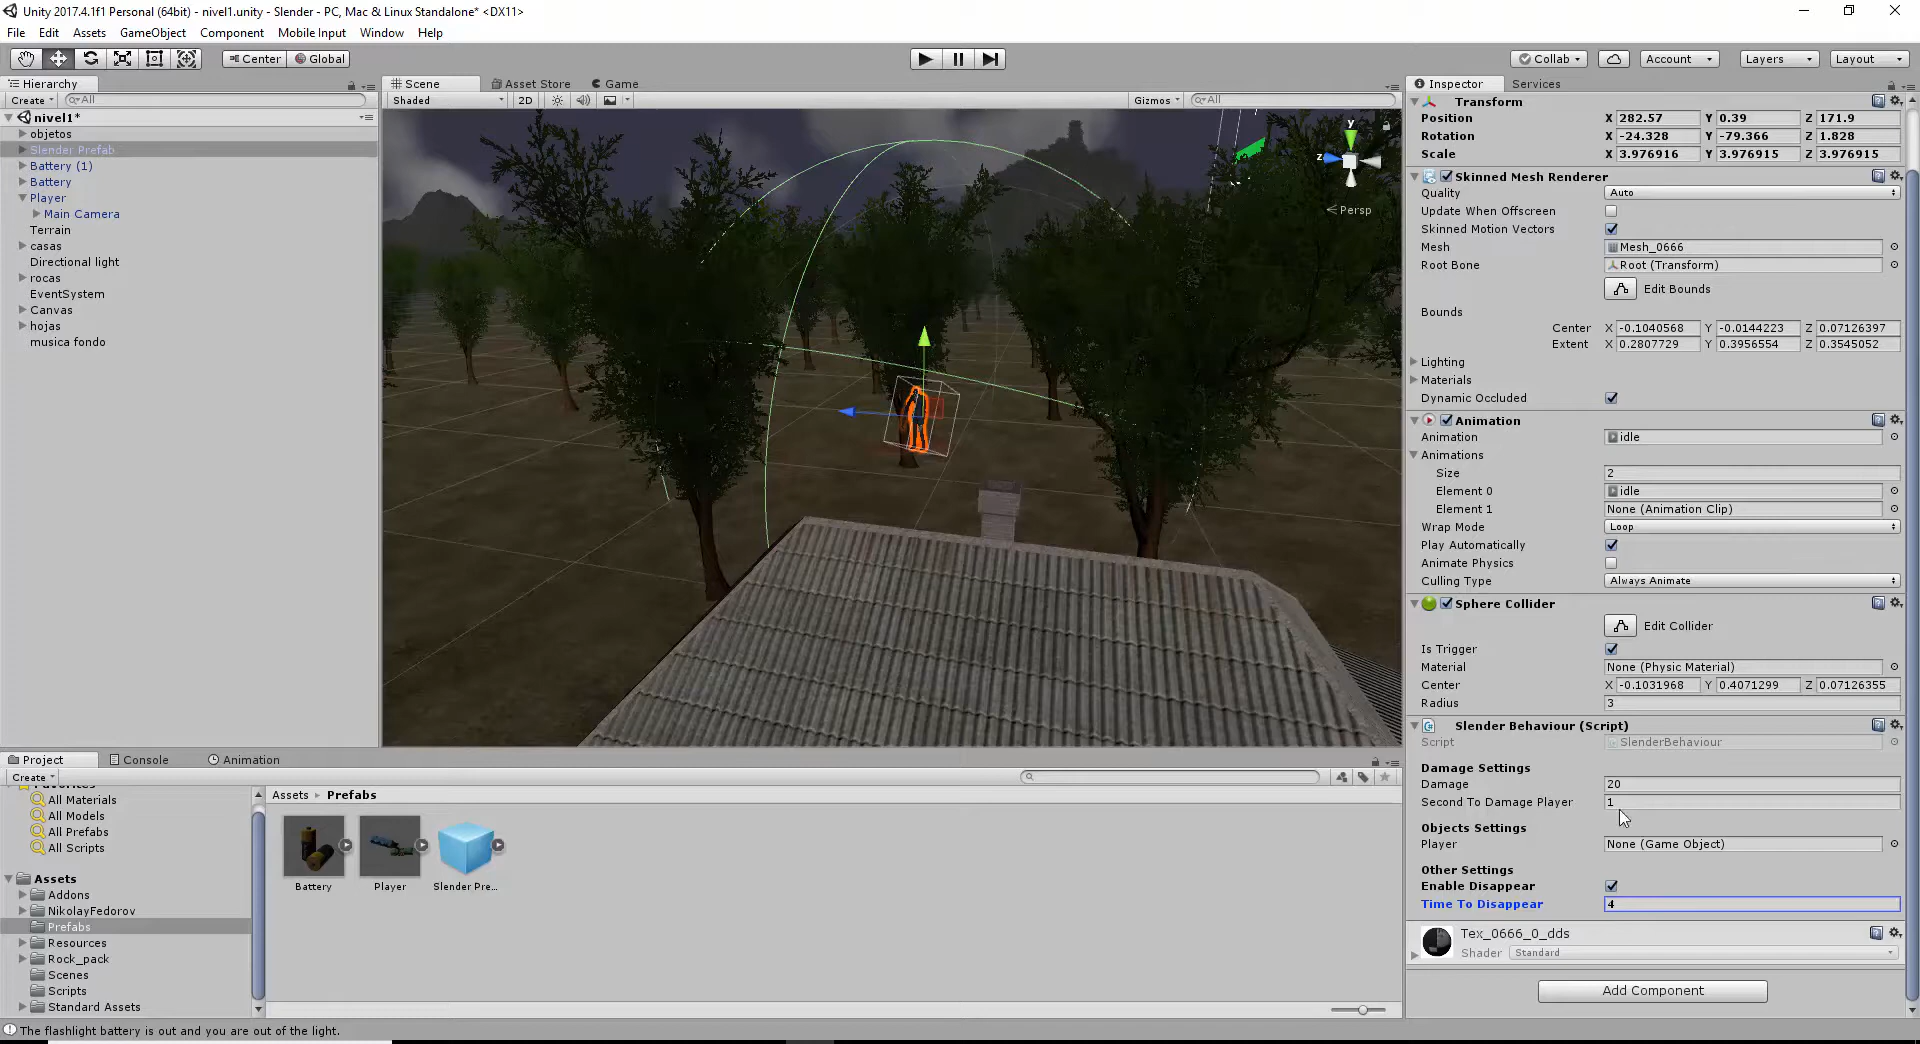 Unity 2017.4.1f1 Personal (64bit) - nivel1.unity - Slender - PC, Mac & Linux Standalone* <DX11>
File Edit Assets GameObject Component Mobile Input Window Help
Center Global Collab Account Layers Layout
Hierarchy
Create All
nivel1*
objetos
Slender Prefab
Battery (1)
Battery
Player
Main Camera
Terrain
casas
Directional light
rocas
EventSystem
Canvas
hojas
musica fondo
Scene Asset Store Game
Shaded 2D Gizmos All
y
z
Persp
Inspector Services
Transform
Position X 282.57 Y 0.39 Z 171.9
Rotation X -24.328 Y -79.366 Z 1.828
Scale X 3.976916 Y 3.976915 Z 3.976915
Skinned Mesh Renderer
Quality Auto
Update When Offscreen
Skinned Motion Vectors
Mesh Mesh_0666
Root Bone Root (Transform)
Edit Bounds
Bounds
Center X -0.1040568 Y -0.0144223 Z 0.07126397
Extent X 0.2807729 Y 0.3956554 Z 0.3545052
Lighting
Materials
Dynamic Occluded
Animation
Animation idle
Animations
Size 2
Element 0 idle
Element 1 None (Animation Clip)
Wrap Mode Loop
Play Automatically
Animate Physics
Culling Type Always Animate
Sphere Collider
Edit Collider
Is Trigger
Material None (Physic Material)
Center X -0.1031968 Y 0.4071299 Z 0.07126355
Radius 3
Slender Behaviour (Script)
Script SlenderBehaviour
Damage Settings
Damage 20
Second To Damage Player 1
Objects Settings
Player None (Game Object)
Other Settings
Enable Disappear
Time To Disappear 4
Tex_0666_0_dds
Shader Standard
Add Component
Project Console Animation
Create
Favorites
All Materials
All Models
All Prefabs
All Scripts
Assets
Addons
NikolayFedorov
Prefabs
Resources
Rock_pack
Scenes
Scripts
Standard Assets
Assets Prefabs
Battery Player Slender Pre...
The flashlight battery is out and you are out of the light.